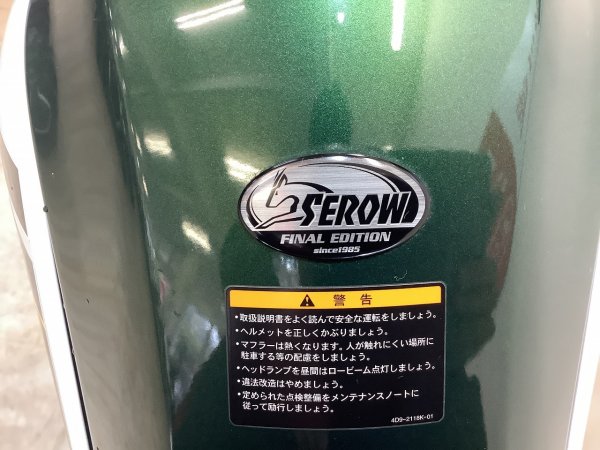 SEROW
FINAL EDITION
since1985
警告
・取扱説明書をよく読んで安全な運転をしましょう。
・ヘルメットを正しくかぶりましょう。
・マフラーは熱くなります。人が触れにくい場所に
駐車する等の配慮をしましょう。
・ヘッドランプを昼間はロービーム点灯しましょう。
・違法改造はやめましょう。
・定められた点検整備をメンテナンスノートに
従って励行しましょう。
4D9-2118K-01